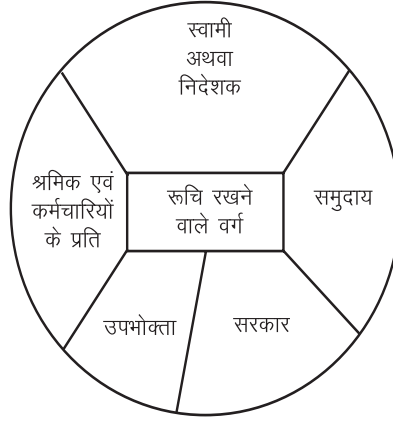 स्वामी
अथवा
निदेशक
श्रमिक एवं
कर्मचारियों
के प्रति
रूचि रखने
वाले वर्ग
समुदाय
उपभोक्ता
सरकार